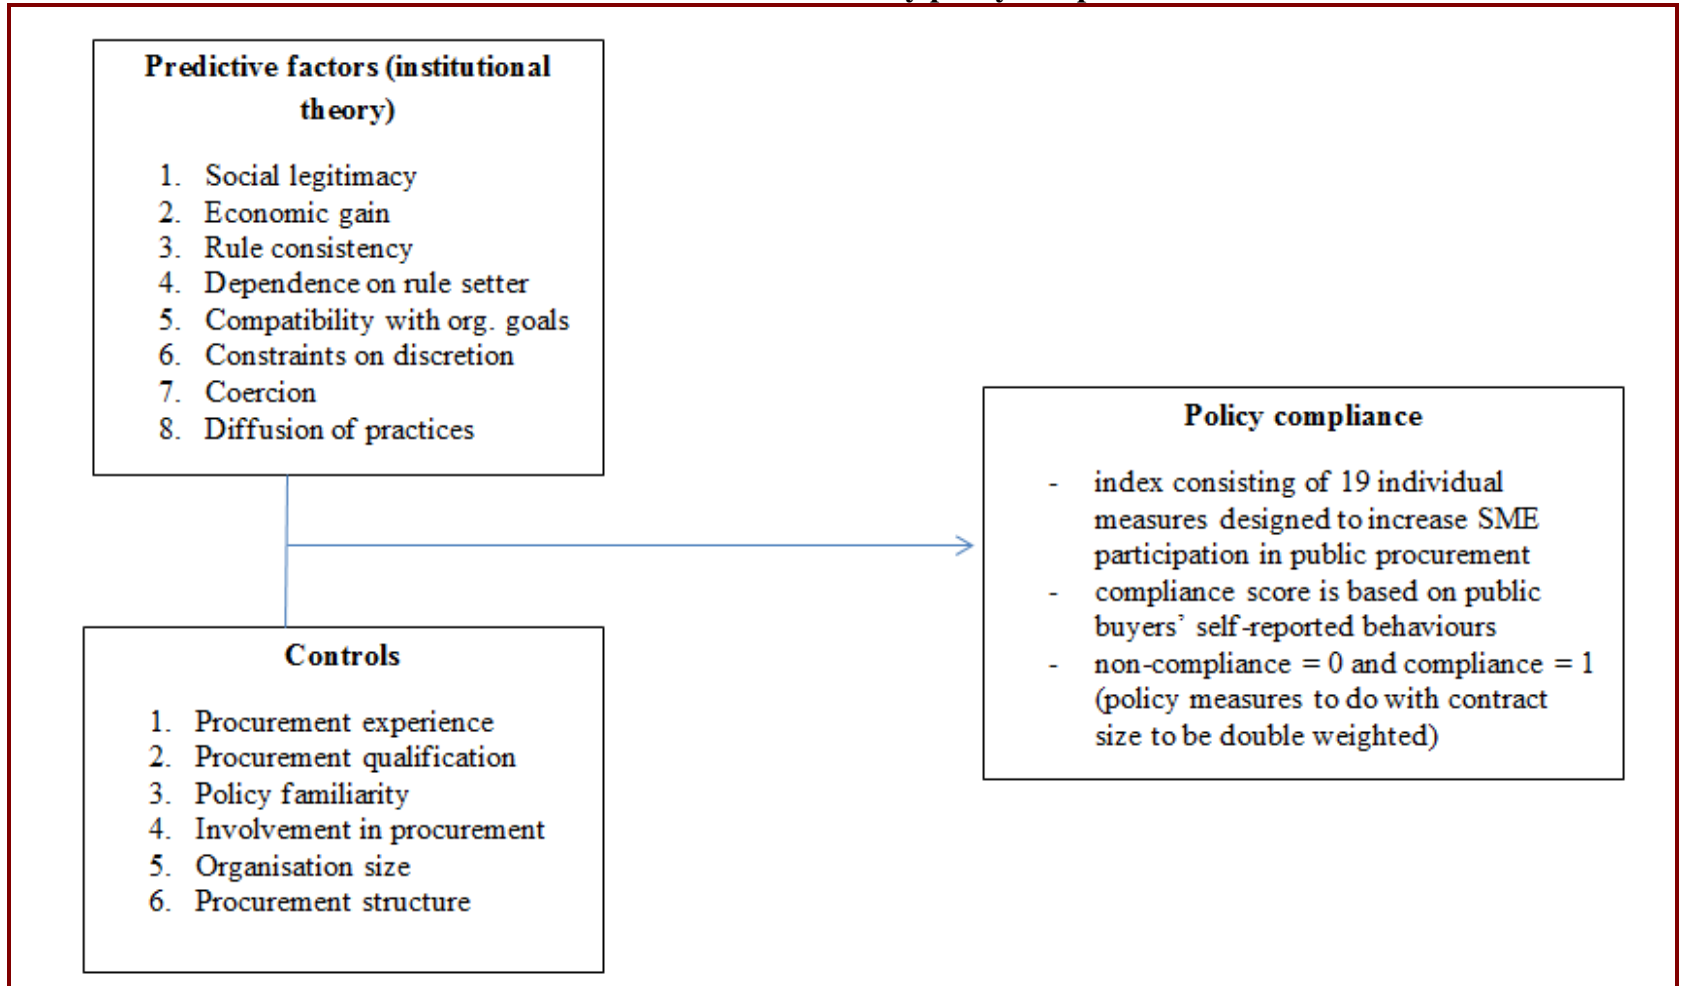 Predictive factors (institutional
theory)
1. Social legitimacy
2. Economic gain
3. Rule consistency
4. Dependence on rule setter
5. Compatibility with org. goals
6. Constraints on discretion
7. Coercion
8. Diffusion of practices
Controls
1. Procurement experience
2. Procurement qualification
3. Policy familiarity
4. Involvement in procurement
5. Organisation size
6. Procurement structure
Policy compliance
- index consisting of 19 individual
measures designed to increase SME
participation in public procurement
- compliance score is based on public
buyers’ self-reported behaviours
- non-compliance = 0 and compliance = 1
(policy measures to do with contract
size to be double weighted)